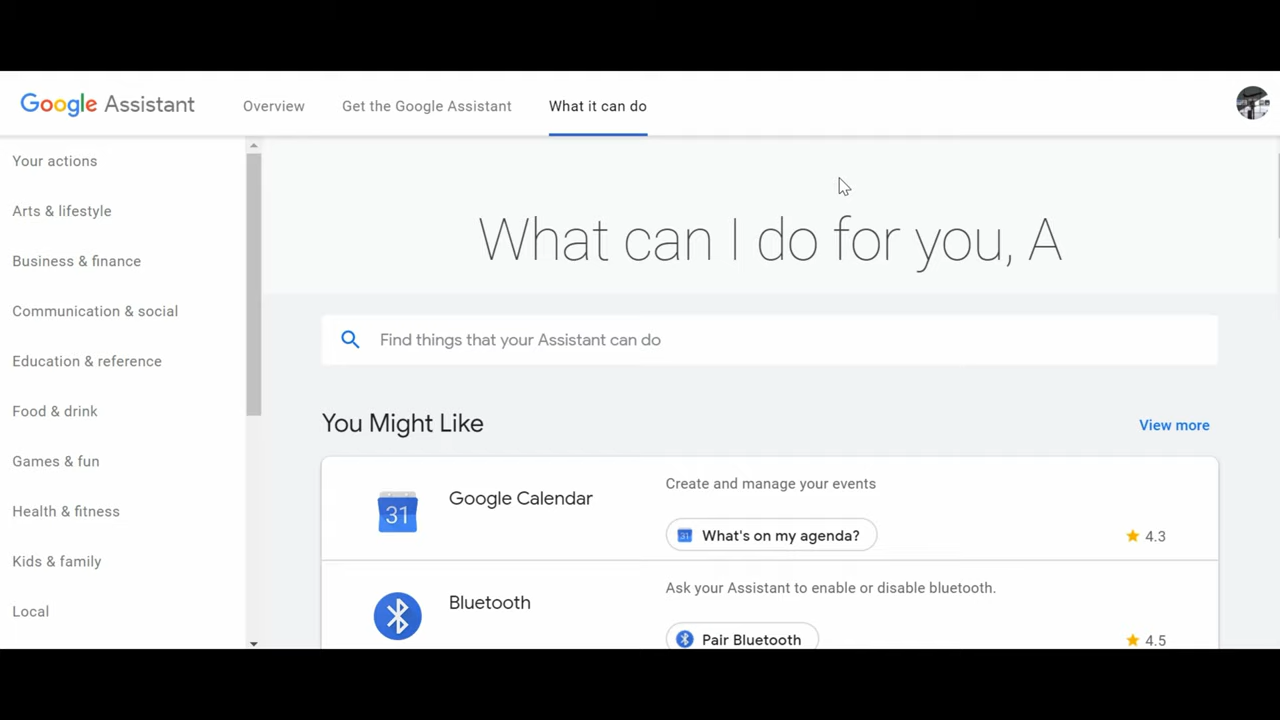 Google Assistant
Overview
Get the Google Assistant
What it can do
Your actions
Arts & lifestyle
Business & finance
Communication & social
Education & reference
Food & drink
Games & fun
Health & fitness
Kids & family
Local
What can I do for you, A
Find things that your Assistant can do
You Might Like
View more
31
Google Calendar
Create and manage your events
31 What's on my agenda?
4.3
Bluetooth
Ask your Assistant to enable or disable bluetooth.
Pair Bluetooth
4.5